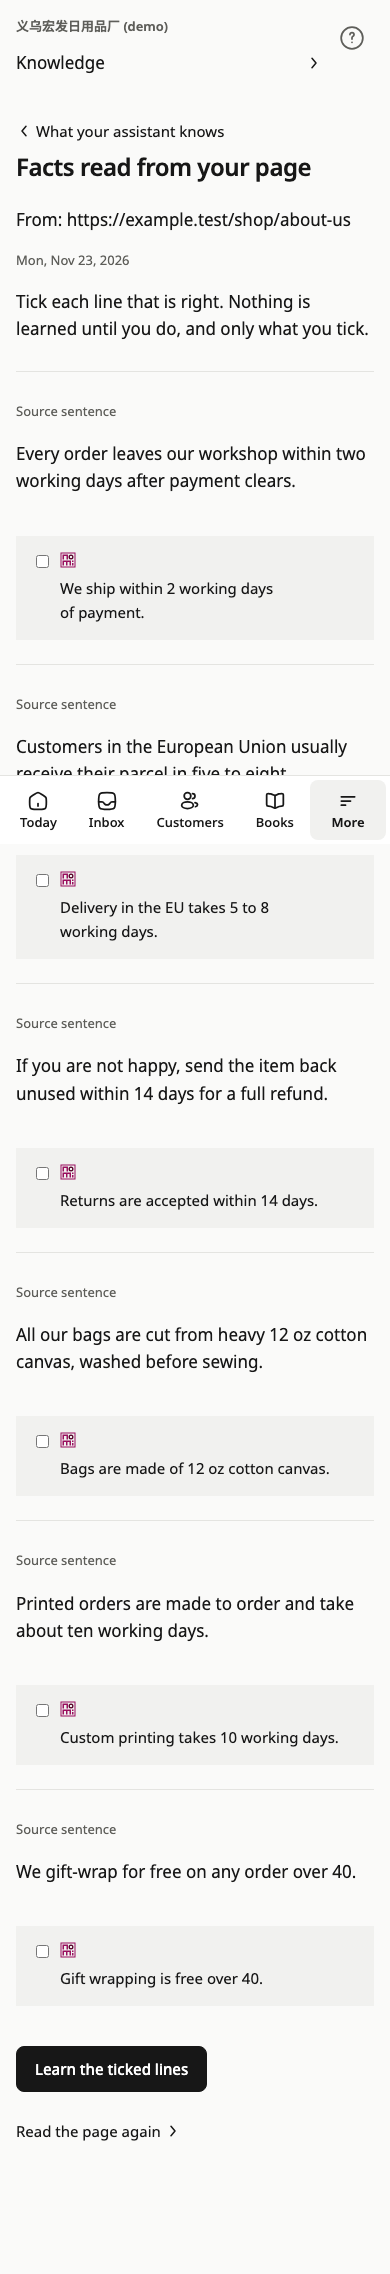 义乌宏发日用品厂 (demo)
Knowledge
What your assistant knows
Facts read from your page
From: https://example.test/shop/about-us
Mon, Nov 23, 2026
Tick each line that is right. Nothing is
learned until you do, and only what you tick.
Source sentence
Every order leaves our workshop within two
working days after payment clears.
We ship within 2 working days
of payment.
Source sentence
Customers in the European Union usually
receive their parcel in five to eight
Today
Inbox
Customers
Books
More
Delivery in the EU takes 5 to 8
working days.
Source sentence
If you are not happy, send the item back
unused within 14 days for a full refund.
Returns are accepted within 14 days.
Source sentence
All our bags are cut from heavy 12 oz cotton
canvas, washed before sewing.
Bags are made of 12 oz cotton canvas.
Source sentence
Printed orders are made to order and take
about ten working days.
Custom printing takes 10 working days.
Source sentence
We gift-wrap for free on any order over 40.
Gift wrapping is free over 40.
Learn the ticked lines
Read the page again